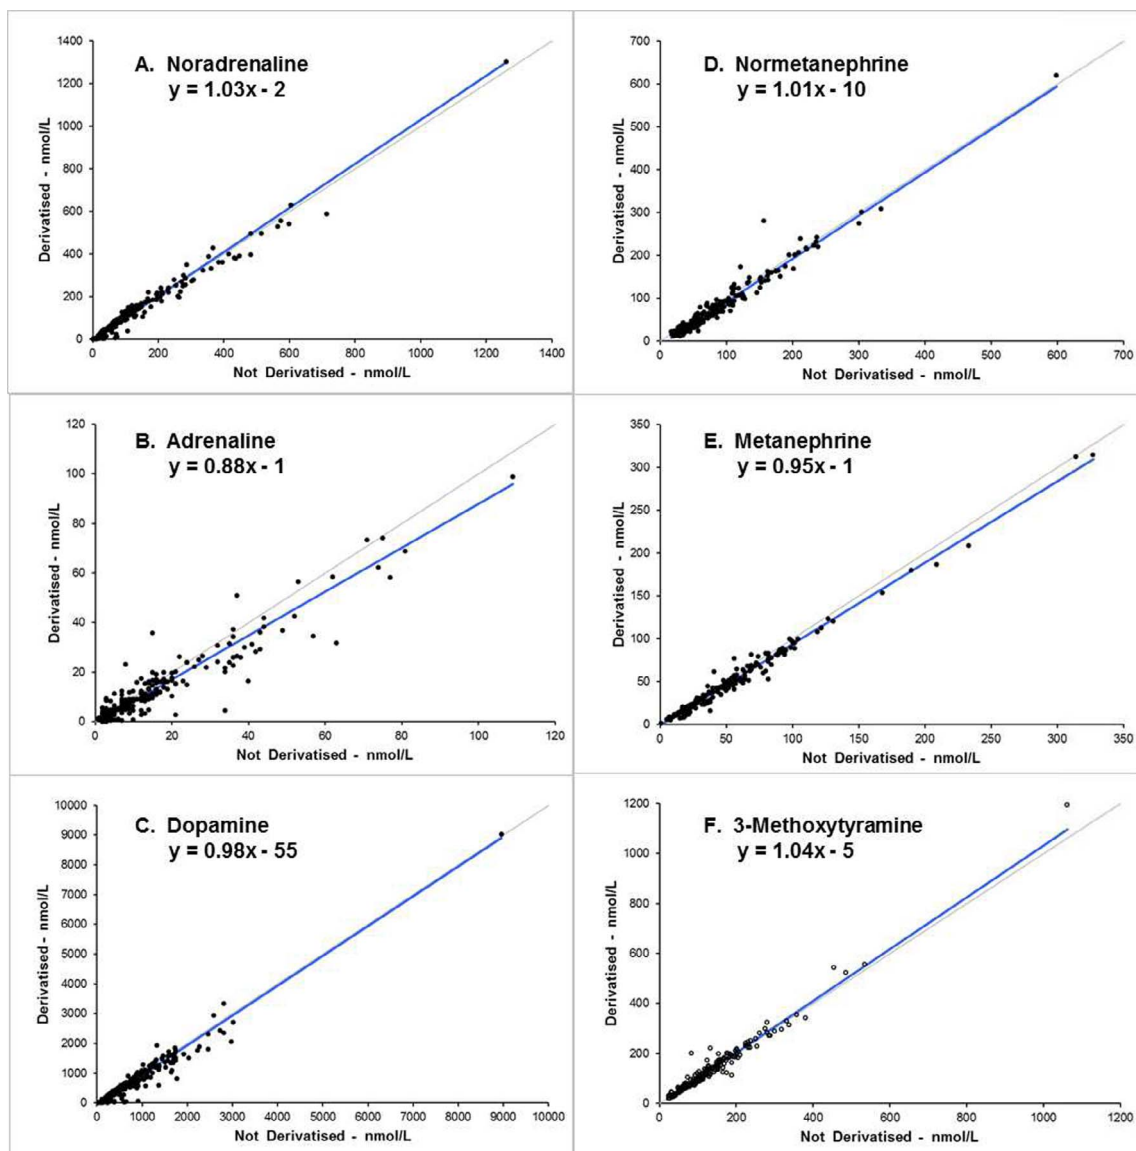 A. Noradrenaline
y = 1.03x - 2
Derivatised - nmol/L
1400
1200
1000
800
600
400
200
0
0 200 400 600 800 1000 1200 1400
Not Derivatised - nmol/L
D. Normetanephrine
y = 1.01x - 10
Derivatised - nmol/L
700
600
500
400
300
200
100
0
0 100 200 300 400 500 600 700
Not Derivatised - nmol/L
B. Adrenaline
y = 0.88x - 1
Derivatised - nmol/L
120
100
80
60
40
20
0
0 20 40 60 80 100 120
Not Derivatised - nmol/L
E. Metanephrine
y = 0.95x - 1
Derivatised - nmol/L
350
300
250
200
150
100
50
0
0 50 100 150 200 250 300 350
Not Derivatised - nmol/L
C. Dopamine
y = 0.98x - 55
Derivatised - nmol/L
10000
9000
8000
7000
6000
5000
4000
3000
2000
1000
0
0 1000 2000 3000 4000 5000 6000 7000 8000 9000 10000
Not Derivatised - nmol/L
F. 3-Methoxytyramine
y = 1.04x - 5
Derivatised - nmol/L
1200
1000
800
600
400
200
0
0 200 400 600 800 1000 1200
Not Derivatised - nmol/L